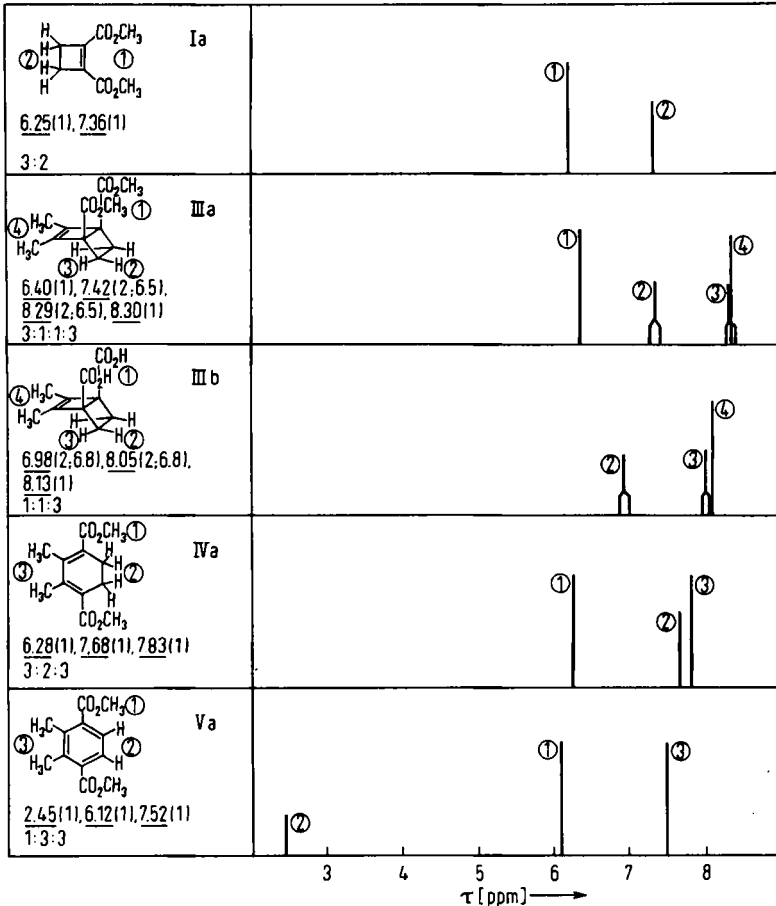 CO₂CH₃
Ia
H
H
② ①
H
H
CO₂CH₃
6.25(1), 7.36(1)
3:2
① ②
CO₂CH₃
CO₂CH₃ ①
IIIa
④ H₃C
H₃C
H H
③ H H ②
6.40(1), 7.42(2;6.5),
8.29(2;6.5), 8.30(1)
3:1:1:3
① ② ③ ④
CO₂H
CO₂H ①
IIIb
④ H₃C
H₃C
H H
③ H H ②
6.98(2;6.8), 8.05(2;6.8),
8.13(1)
1:1:3
② ③ ④
CO₂CH₃ ①
IVa
H₃C H
③ H ②
H₃C H
H
CO₂CH₃
6.28(1), 7,68(1), 7.83(1)
3:2:3
① ② ③
CO₂CH₃ ①
Va
H₃C H
③ ②
H₃C H
CO₂CH₃
2.45(1), 6.12(1), 7.52(1)
1:3:3
② ① ③
3 4 5 6 7 8
τ [ppm]